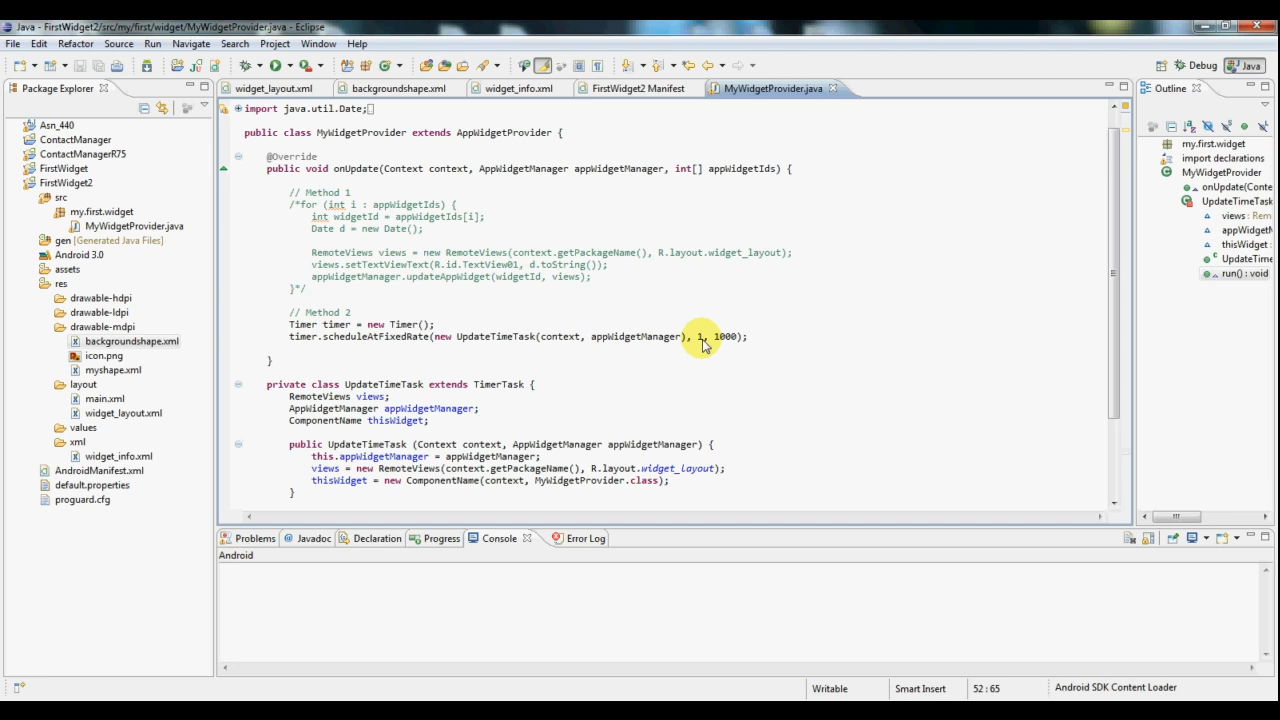 Java - FirstWidget2/src/my/first/widget/MyWidgetProvider.java - Eclipse
File Edit Refactor Source Run Navigate Search Project Window Help
Debug Java
Package Explorer
Asn_440
ContactManager
ContactManagerR75
FirstWidget
FirstWidget2
src
my.first.widget
MyWidgetProvider.java
gen [Generated Java Files]
Android 3.0
assets
res
drawable-hdpi
drawable-ldpi
drawable-mdpi
backgroundshape.xml
icon.png
myshape.xml
layout
main.xml
widget_layout.xml
values
xml
widget_info.xml
AndroidManifest.xml
default.properties
proguard.cfg
widget_layout.xml backgroundshape.xml widget_info.xml FirstWidget2 Manifest MyWidgetProvider.java
import java.util.Date;
public class MyWidgetProvider extends AppWidgetProvider {
@Override
public void onUpdate(Context context, AppWidgetManager appWidgetManager, int[] appWidgetIds) {
// Method 1
/*for (int i : appWidgetIds) {
int widgetId = appWidgetIds[i];
Date d = new Date();
RemoteViews views = new RemoteViews(context.getPackageName(), R.layout.widget_layout);
views.setTextViewText(R.id.TextView01, d.toString());
appWidgetManager.updateAppWidget(widgetId, views);
}*/
// Method 2
Timer timer = new Timer();
timer.scheduleAtFixedRate(new UpdateTimeTask(context, appWidgetManager), 1, 1000);
}
private class UpdateTimeTask extends TimerTask {
RemoteViews views;
AppWidgetManager appWidgetManager;
ComponentName thisWidget;
public UpdateTimeTask (Context context, AppWidgetManager appWidgetManager) {
this.appWidgetManager = appWidgetManager;
views = new RemoteViews(context.getPackageName(), R.layout.widget_layout);
thisWidget = new ComponentName(context, MyWidgetProvider.class);
}
Outline
my.first.widget
import declarations
MyWidgetProvider
onUpdate(Conte
UpdateTimeTask
views : Rem
appWidgetM
thisWidget :
UpdateTime
run() : void
Problems Javadoc Declaration Progress Console Error Log
Android
Writable Smart Insert 52 : 65 Android SDK Content Loader